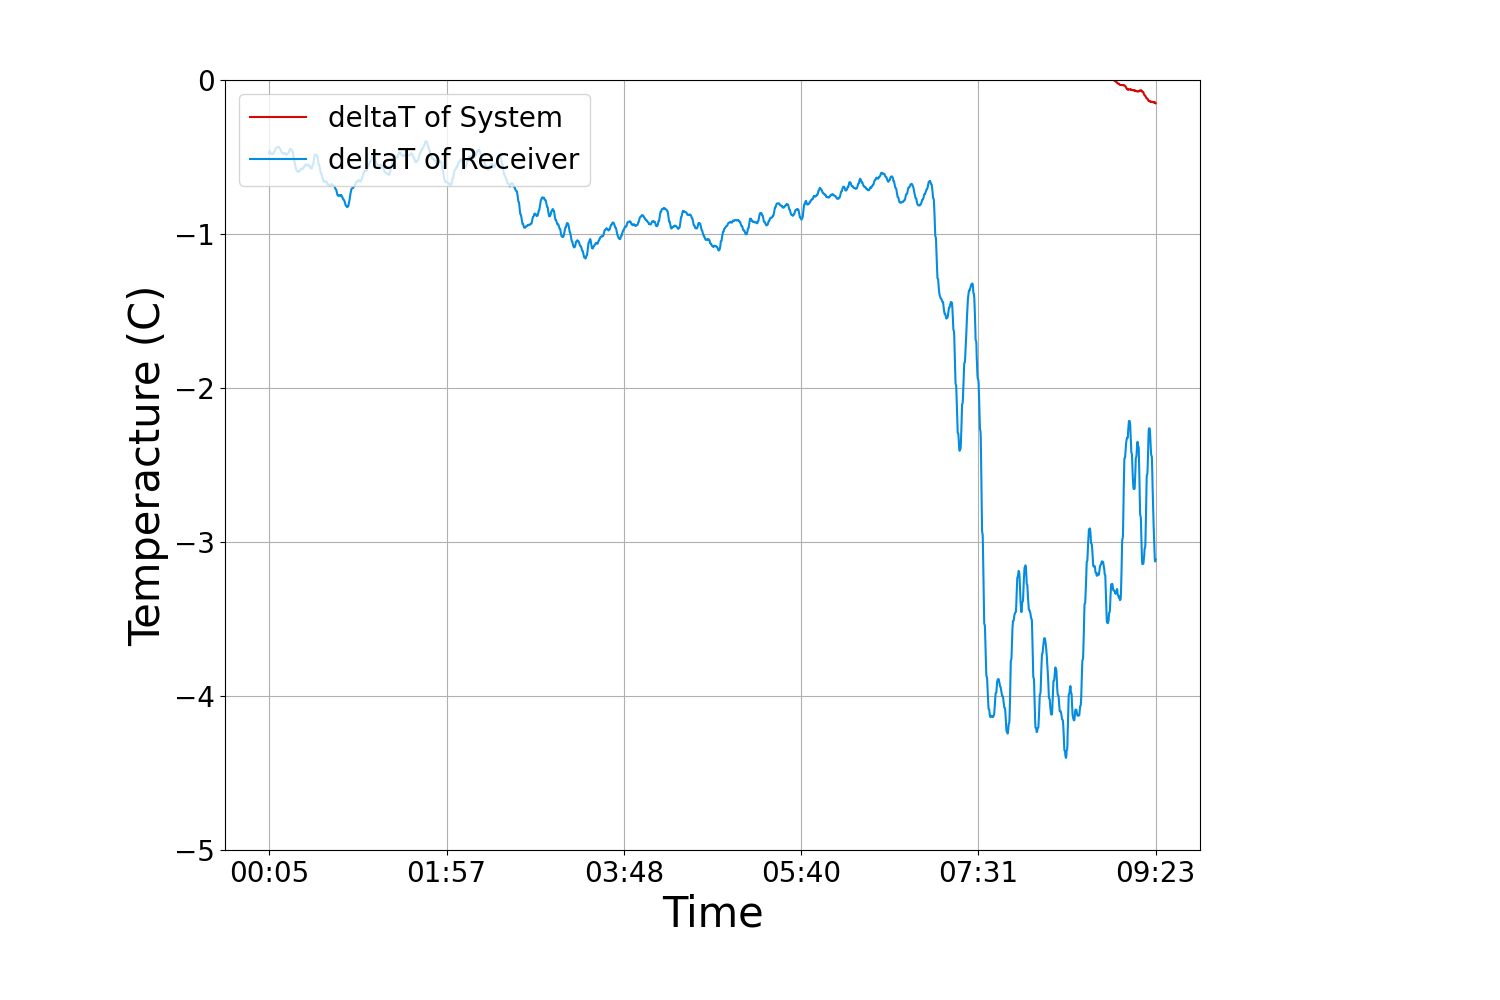 deltaT of System
deltaT of Receiver
Temperacture (C)
0
−1
−2
−3
−4
−5
00:05 01:57 03:48 05:40 07:31 09:23
Time